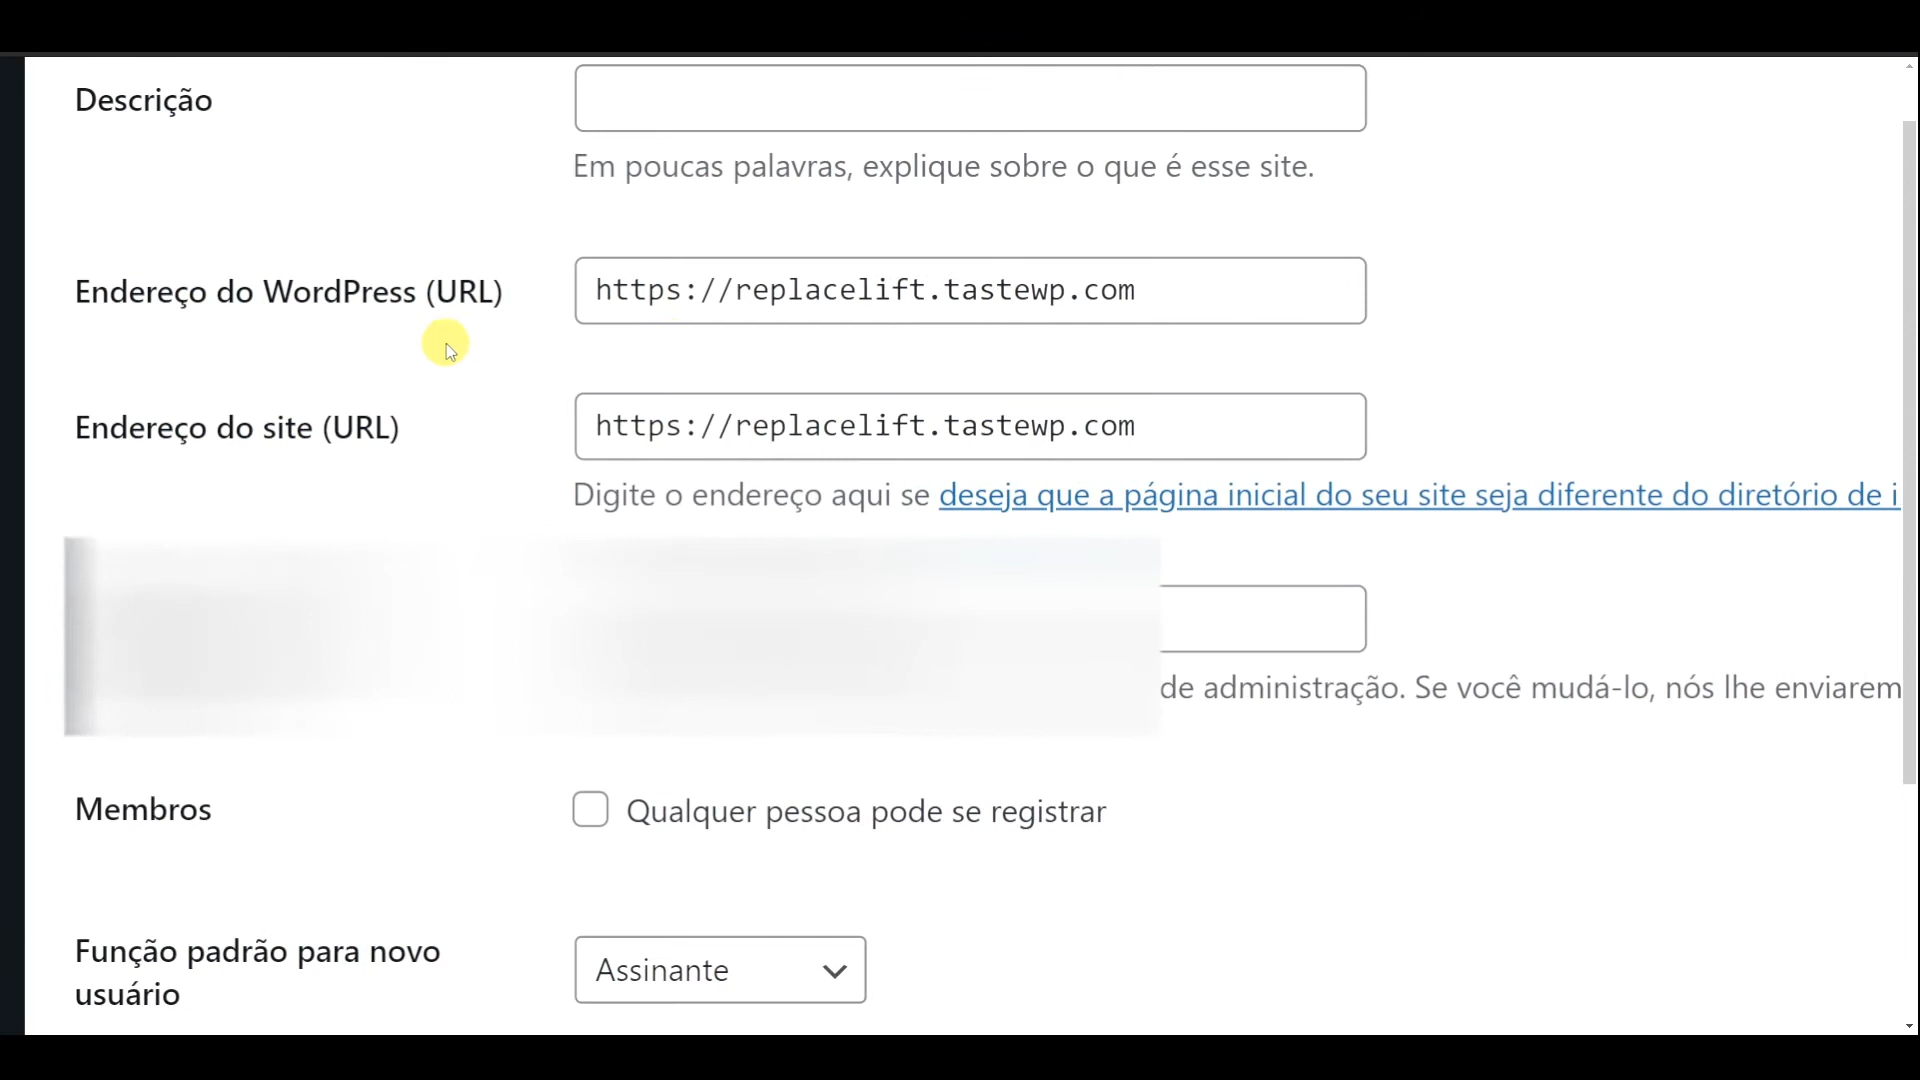 Descrição
Em poucas palavras, explique sobre o que é esse site.
Endereço do WordPress (URL)
https://replacelift.tastewp.com
Endereço do site (URL)
https://replacelift.tastewp.com
Digite o endereço aqui se deseja que a página inicial do seu site seja diferente do diretório de i
de administração. Se você mudá-lo, nós lhe enviarem
Membros
Qualquer pessoa pode se registrar
Função padrão para novo
usuário
Assinante